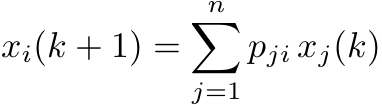 $x_i(k+1) = \sum_{j=1}^{n} p_{ji}\, x_j(k)$